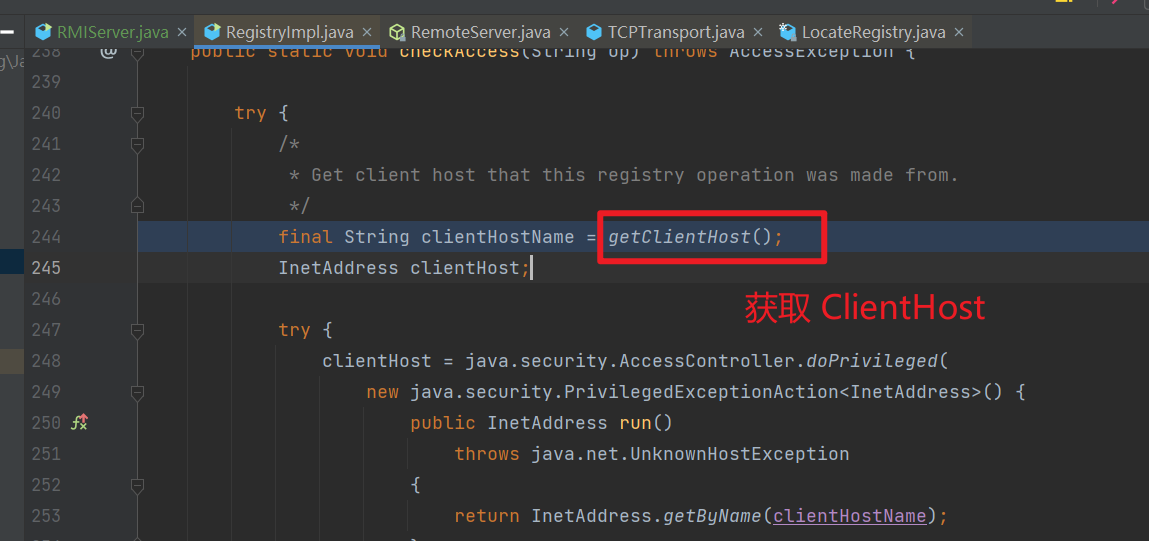 RMIServer.java × RegistryImpl.java × RemoteServer.java × TCPTransport.java × LocateRegistry.java ×
238 @ public static void checkAccess(String op) throws AccessException {
239
240 try {
241 /*
242 * Get client host that this registry operation was made from.
243 */
244 final String clientHostName = getClientHost();
245 InetAddress clientHost;
246
获取 ClientHost
247 try {
248 clientHost = java.security.AccessController.doPrivileged(
249 new java.security.PrivilegedExceptionAction<InetAddress>() {
250 public InetAddress run()
251 throws java.net.UnknownHostException
252 {
253 return InetAddress.getByName(clientHostName);